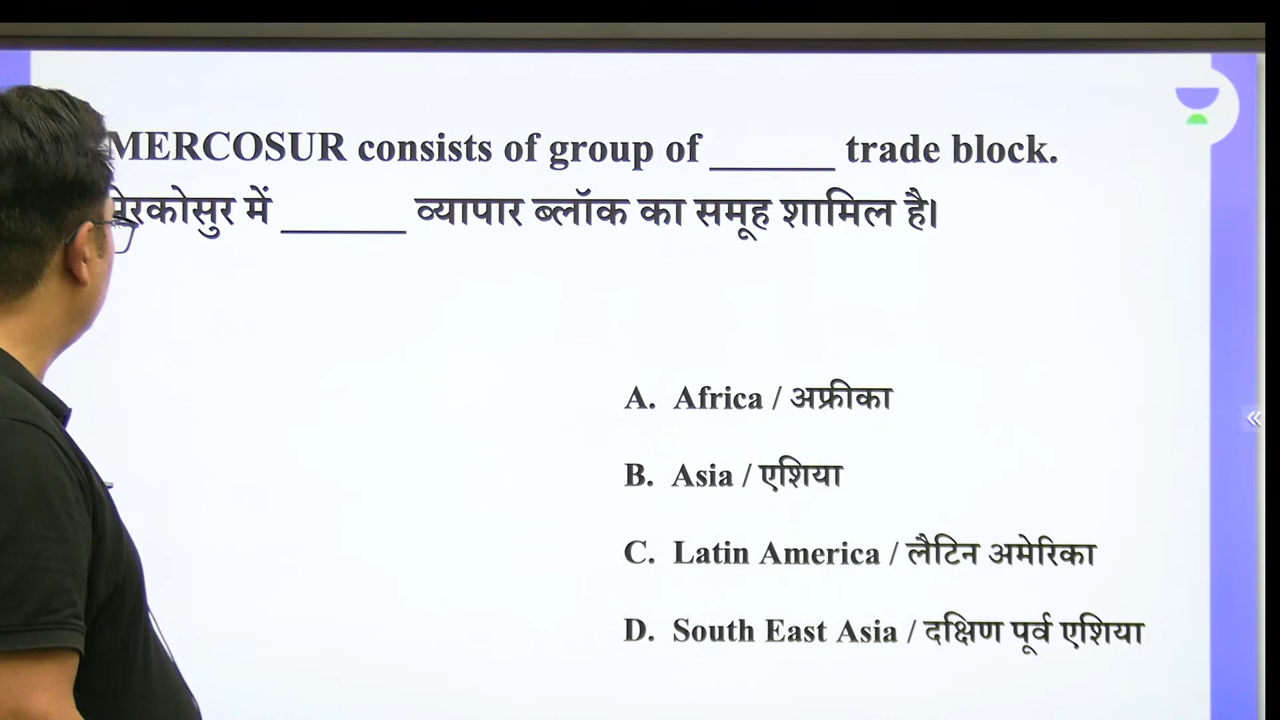 MERCOSUR consists of group of ______ trade block.
मेरकोसुर में ______ व्यापार ब्लॉक का समूह शामिल है।
A. Africa / अफ्रीका
B. Asia / एशिया
C. Latin America / लैटिन अमेरिका
D. South East Asia / दक्षिण पूर्व एशिया